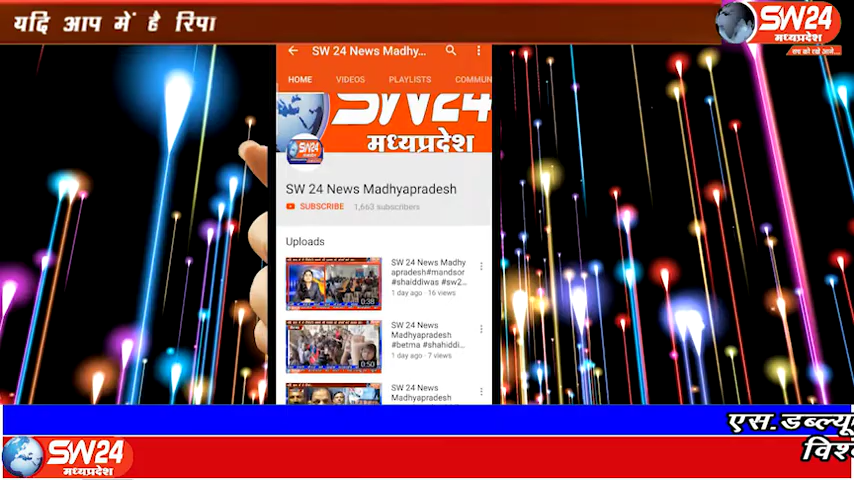 यदि आप में है रिपा
SW24
मध्यप्रदेश
SW 24 News Madhy...
HOME VIDEOS PLAYLISTS COMMUN
SW24
मध्यप्रदेश
SW24
SW 24 News Madhyapradesh
SUBSCRIBE 1,663 subscribers
Uploads
SW 24 News Madhy
apradesh#mandsor
#shaiddiwas #sw2...
1 day ago · 16 views
0:38
SW 24 News
Madhyapradesh
#betma #shahiddi...
1 day ago · 7 views
0:50
SW 24 News
Madhyapradesh
एस.डब्ल्यू
विश्व
SW24
मध्यप्रदेश